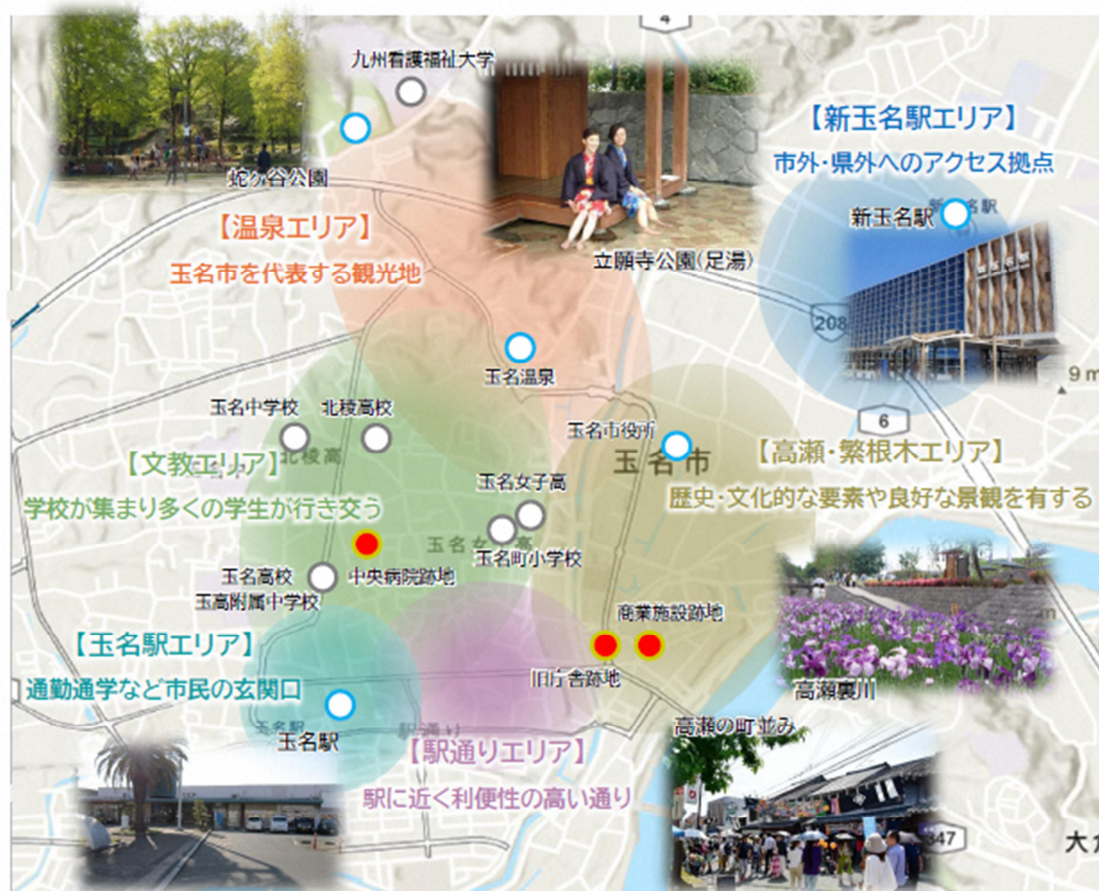 4
九州看護福祉大学
蛇ヶ谷公園
【温泉エリア】
玉名市を代表する観光地
立願寺公園(足湯)
【新玉名駅エリア】
市外・県外へのアクセス拠点
新玉名駅
208
9 m
6
玉名温泉
玉名中学校
北稜高校
北稜高
玉名市役所
玉名市
【高瀬・繁根木エリア】
歴史・文化的な要素や良好な景観を有する
【文教エリア】
学校が集まり多くの学生が行き交う
玉名女子高
玉名町小学校
中央病院跡地
玉名高校
玉高附属中学校
商業施設跡地
旧庁舎跡地
高瀬裏川
【玉名駅エリア】
通勤通学など市民の玄関口
玉名駅
玉名駅
高瀬の町並み
【駅通りエリア】
駅に近く利便性の高い通り
347